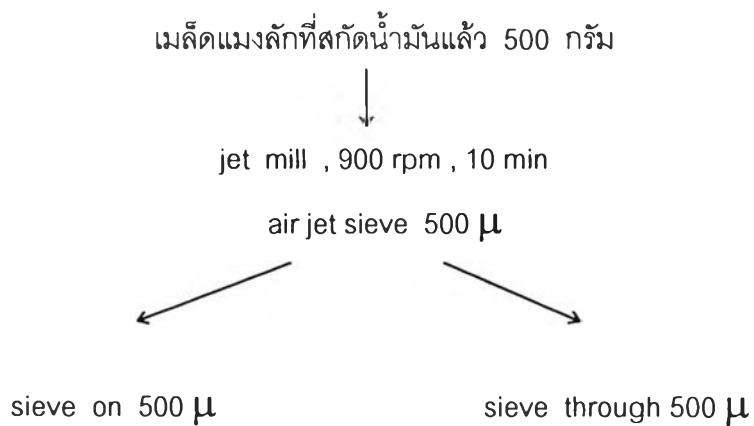 เมล็ดแมงลักที่สกัดน้ำมันแล้ว 500 กรัม
jet mill , 900 rpm , 10 min
air jet sieve 500 μ
sieve on 500 μ
sieve through 500 μ